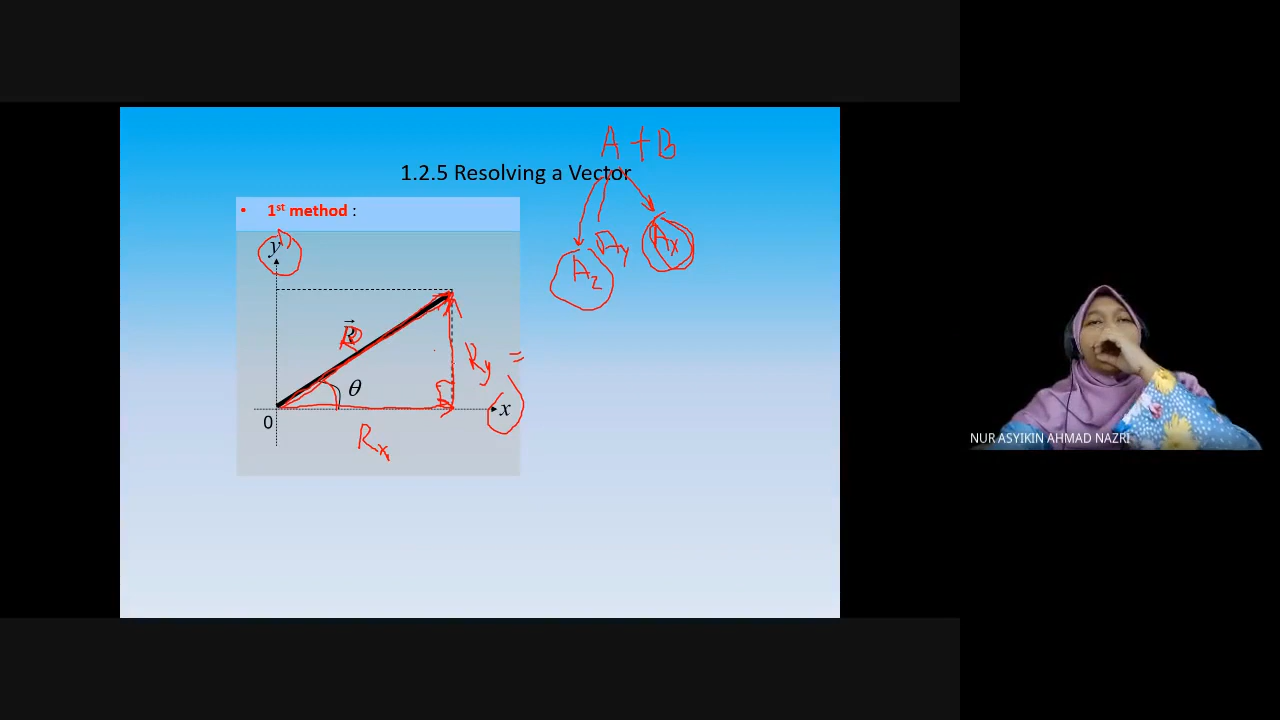 A + B
1.2.5 Resolving a Vector
• 1st method :
y
Ay
Ax
Az
R
θ
Ry =
0
x
Rx
NUR ASYIKIN AHMAD NAZRI